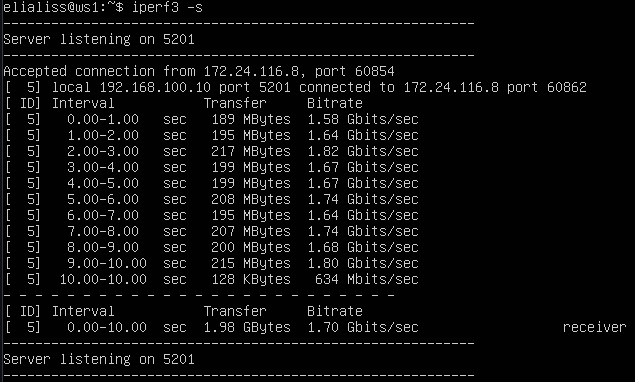 elialiss@ws1:~$ iperf3 -s
-----------------------------------------------------------
Server listening on 5201
-----------------------------------------------------------
Accepted connection from 172.24.116.8, port 60854
[  5] local 192.168.100.10 port 5201 connected to 172.24.116.8 port 60862
[ ID] Interval           Transfer     Bitrate
[  5]   0.00-1.00   sec   189 MBytes  1.58 Gbits/sec
[  5]   1.00-2.00   sec   195 MBytes  1.64 Gbits/sec
[  5]   2.00-3.00   sec   217 MBytes  1.82 Gbits/sec
[  5]   3.00-4.00   sec   199 MBytes  1.67 Gbits/sec
[  5]   4.00-5.00   sec   199 MBytes  1.67 Gbits/sec
[  5]   5.00-6.00   sec   208 MBytes  1.74 Gbits/sec
[  5]   6.00-7.00   sec   195 MBytes  1.64 Gbits/sec
[  5]   7.00-8.00   sec   207 MBytes  1.74 Gbits/sec
[  5]   8.00-9.00   sec   200 MBytes  1.68 Gbits/sec
[  5]   9.00-10.00  sec   215 MBytes  1.80 Gbits/sec
[  5]  10.00-10.00  sec   128 KBytes   634 Mbits/sec
- - - - - - - - - - - - - - - - - - - - - - - - -
[ ID] Interval           Transfer     Bitrate
[  5]   0.00-10.00  sec  1.98 GBytes  1.70 Gbits/sec                  receiver
-----------------------------------------------------------
Server listening on 5201
-----------------------------------------------------------